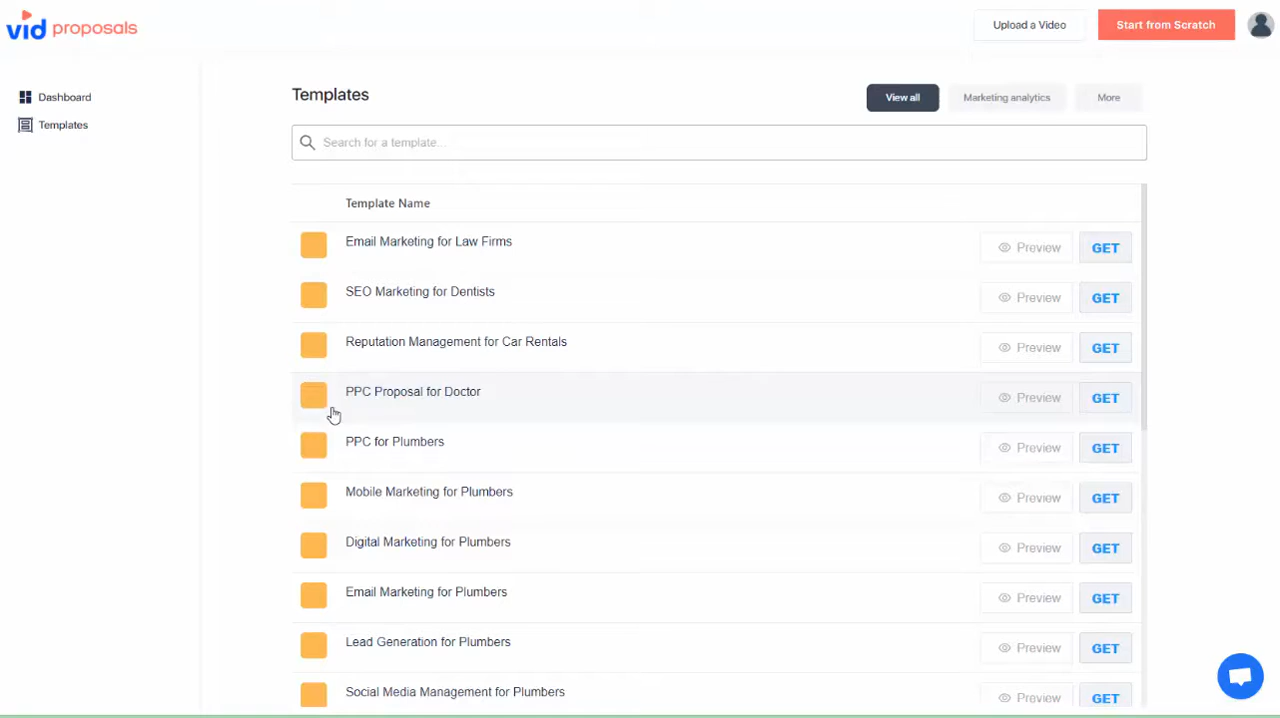 vid proposals
Upload a Video
Start from Scratch
Dashboard
Templates
Templates
View all
Marketing analytics
More
Search for a template...
Template Name
Email Marketing for Law Firms
Preview
GET
SEO Marketing for Dentists
Preview
GET
Reputation Management for Car Rentals
Preview
GET
PPC Proposal for Doctor
Preview
GET
PPC for Plumbers
Preview
GET
Mobile Marketing for Plumbers
Preview
GET
Digital Marketing for Plumbers
Preview
GET
Email Marketing for Plumbers
Preview
GET
Lead Generation for Plumbers
Preview
GET
Social Media Management for Plumbers
Preview
GET